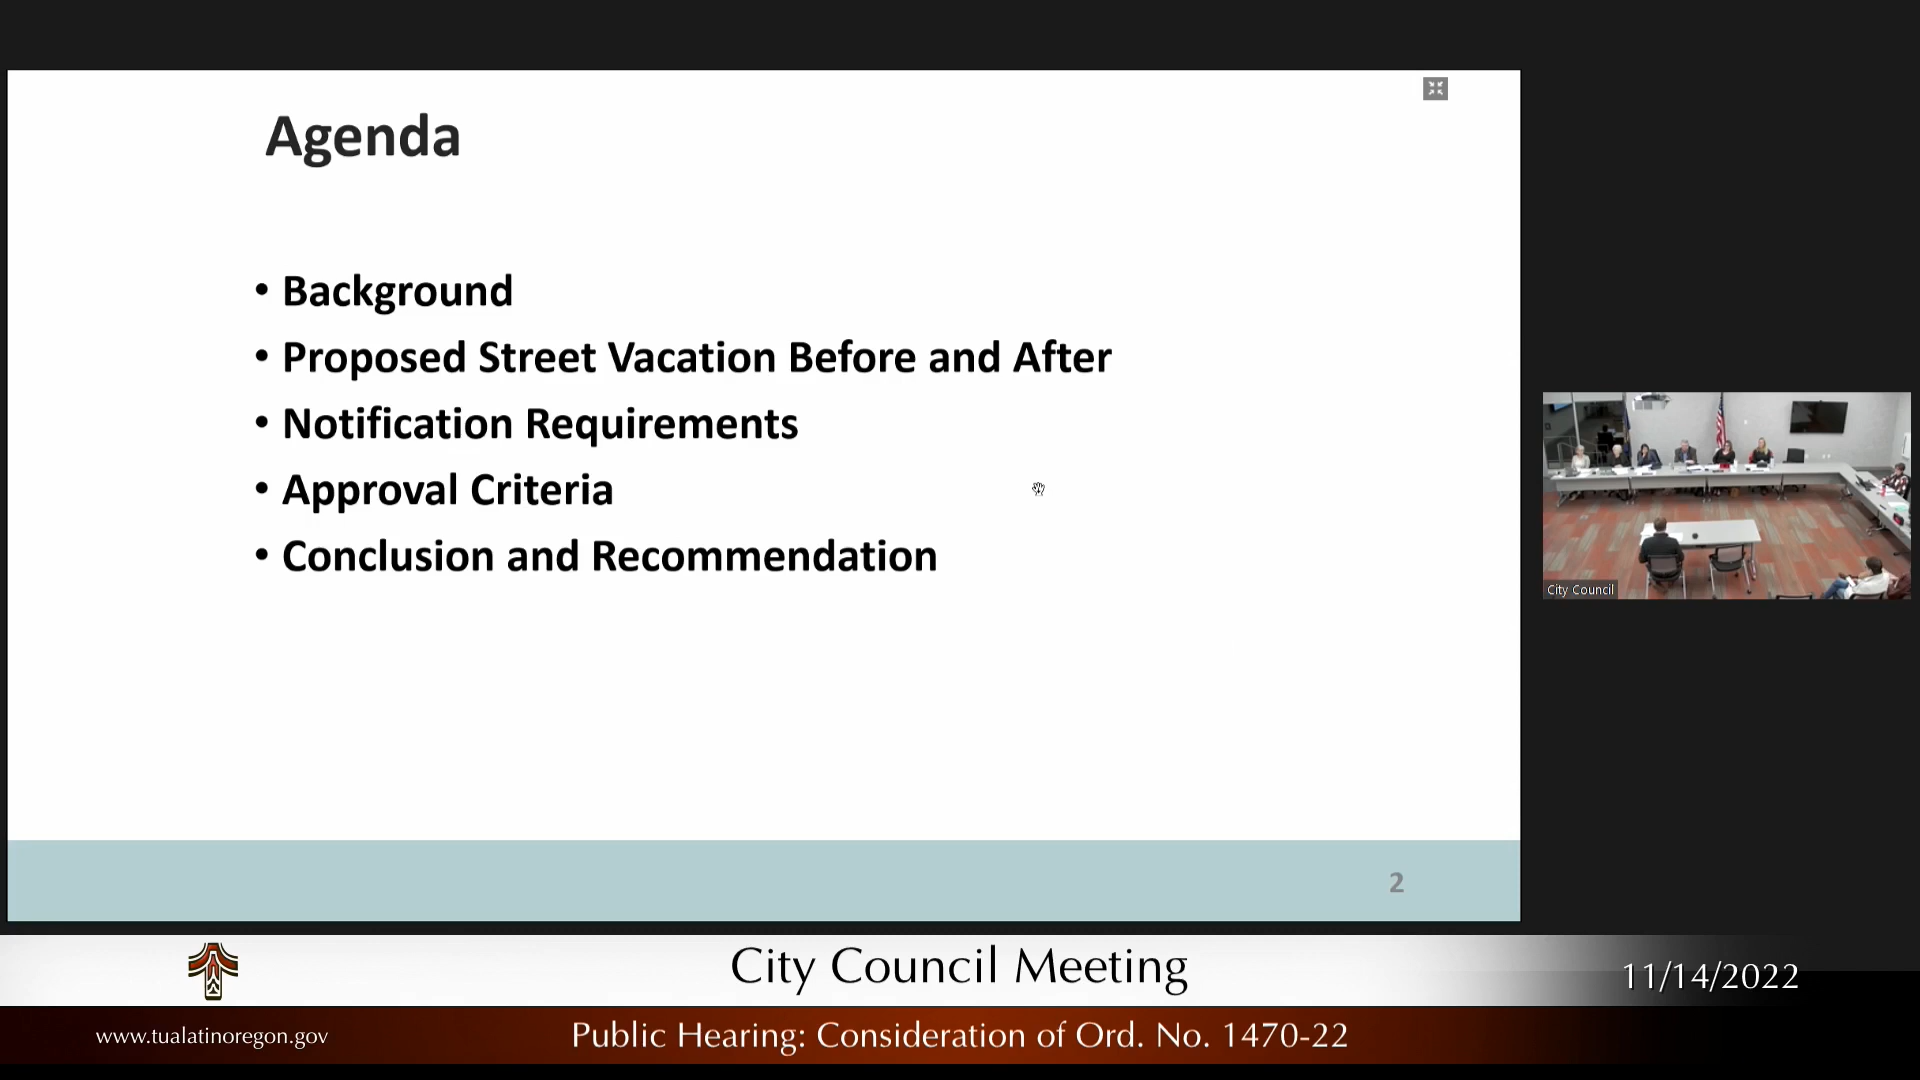 Agenda
• Background
• Proposed Street Vacation Before and After
• Notification Requirements
• Approval Criteria
• Conclusion and Recommendation
2
City Council
City Council Meeting
11/14/2022
www.tualatinoregon.gov
Public Hearing: Consideration of Ord. No. 1470-22